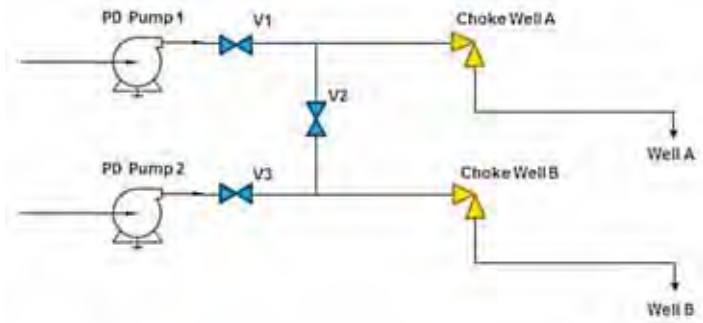 PD Pump 1
V1
Choke Well A
V2
Well A
PD Pump 2
V3
Choke Well B
Well B